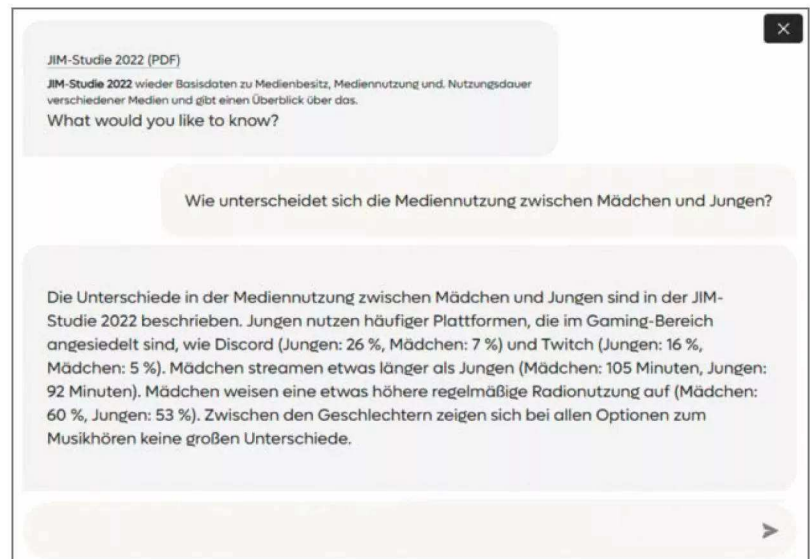 JIM-Studie 2022 (PDF)
JIM-Studie 2022 wieder Basisdaten zu Medienbesitz, Mediennutzung und. Nutzungsdauer
verschiedener Medien und gibt einen Überblick über das.
What would you like to know?
Wie unterscheidet sich die Mediennutzung zwischen Mädchen und Jungen?
Die Unterschiede in der Mediennutzung zwischen Mädchen und Jungen sind in der JIM-
Studie 2022 beschrieben. Jungen nutzen häufiger Plattformen, die im Gaming-Bereich
angesiedelt sind, wie Discord (Jungen: 26 %, Mädchen: 7 %) und Twitch (Jungen: 16 %,
Mädchen: 5 %). Mädchen streamen etwas länger als Jungen (Mädchen: 105 Minuten, Jungen:
92 Minuten). Mädchen weisen eine etwas höhere regelmäßige Radionutzung auf (Mädchen:
60 %, Jungen: 53 %). Zwischen den Geschlechtern zeigen sich bei allen Optionen zum
Musikhören keine großen Unterschiede.